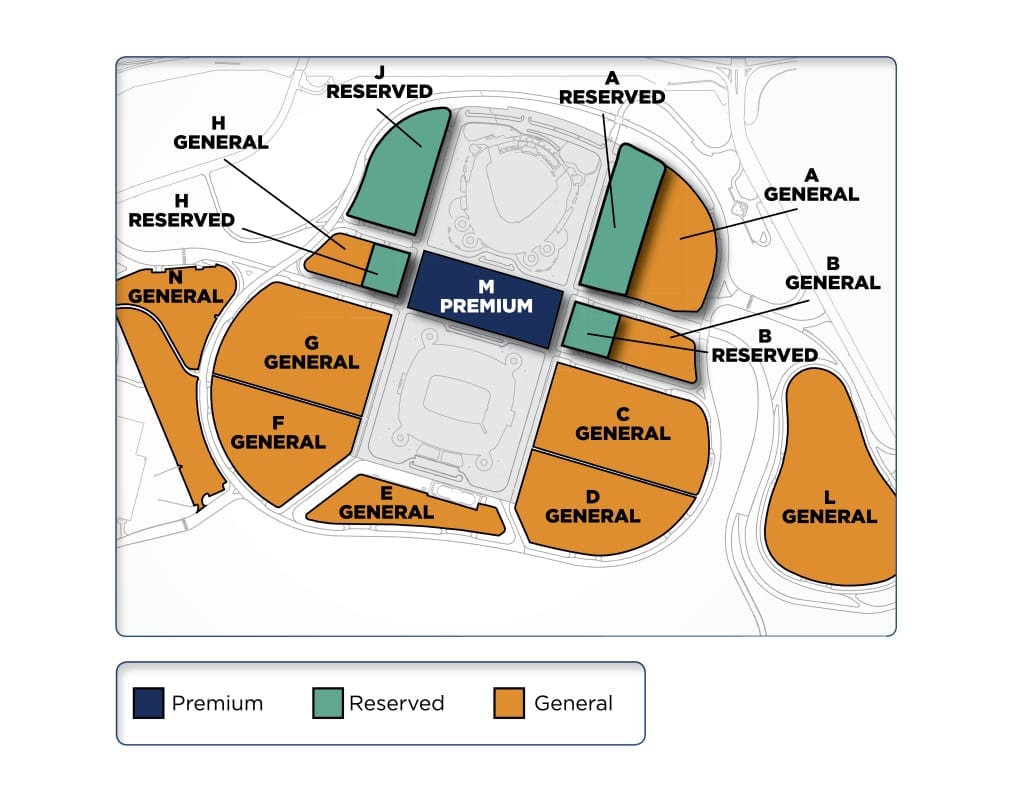 J
RESERVED
A
RESERVED
H
GENERAL
A
GENERAL
H
RESERVED
B
GENERAL
N
GENERAL
M
PREMIUM
B
RESERVED
G
GENERAL
C
GENERAL
F
GENERAL
E
GENERAL
D
GENERAL
L
GENERAL
Premium
Reserved
General